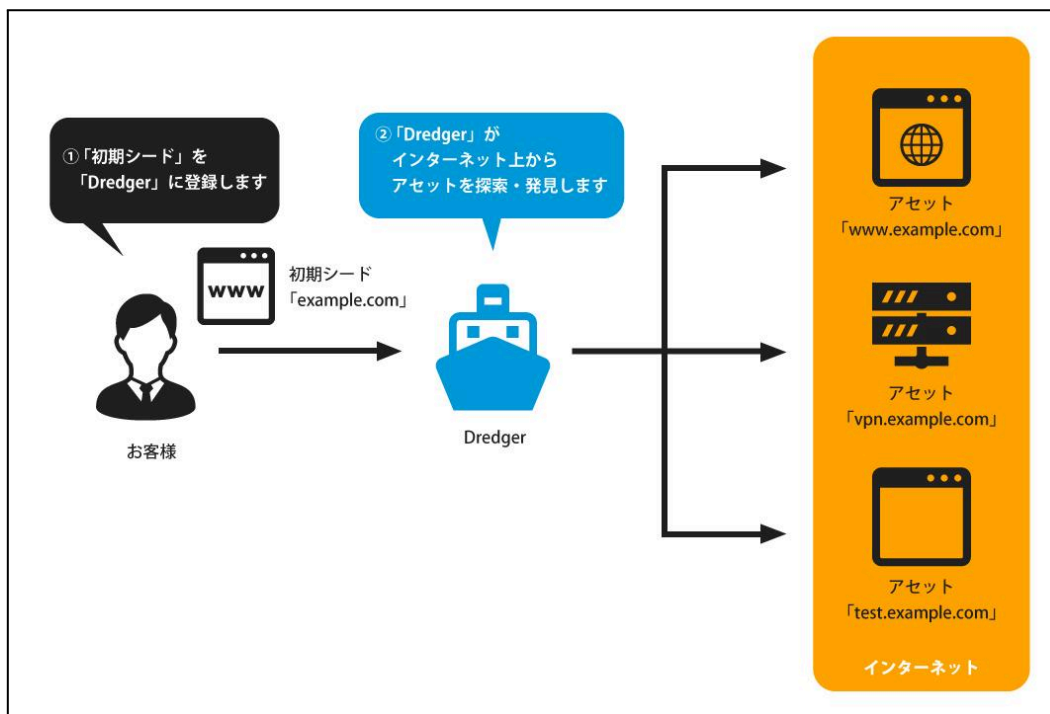 ①「初期シード」を
「Dredger」に登録します
②「Dredger」が
インターネット上から
アセットを探索・発見します
www
初期シード
「example.com」
お客様
Dredger
アセット
「www.example.com」
アセット
「vpn.example.com」
アセット
「test.example.com」
インターネット